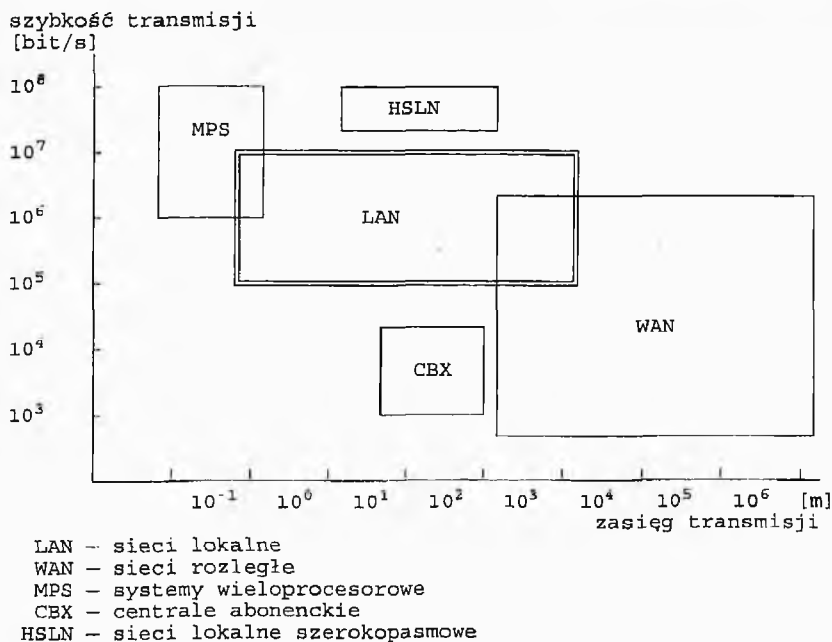 szybkość transmisji
[bit/s]
10⁸
HSLN
MPS
10⁷
LAN
10⁶
10⁵
WAN
10⁴
CBX
10³
10⁻¹ 10⁰ 10¹ 10² 10³ 10⁴ 10⁵ 10⁶ [m]
zasięg transmisji
LAN – sieci lokalne
WAN – sieci rozległe
MPS – systemy wieloprocesorowe
CBX – centrale abonenckie
HSLN – sieci lokalne szerokopasmowe